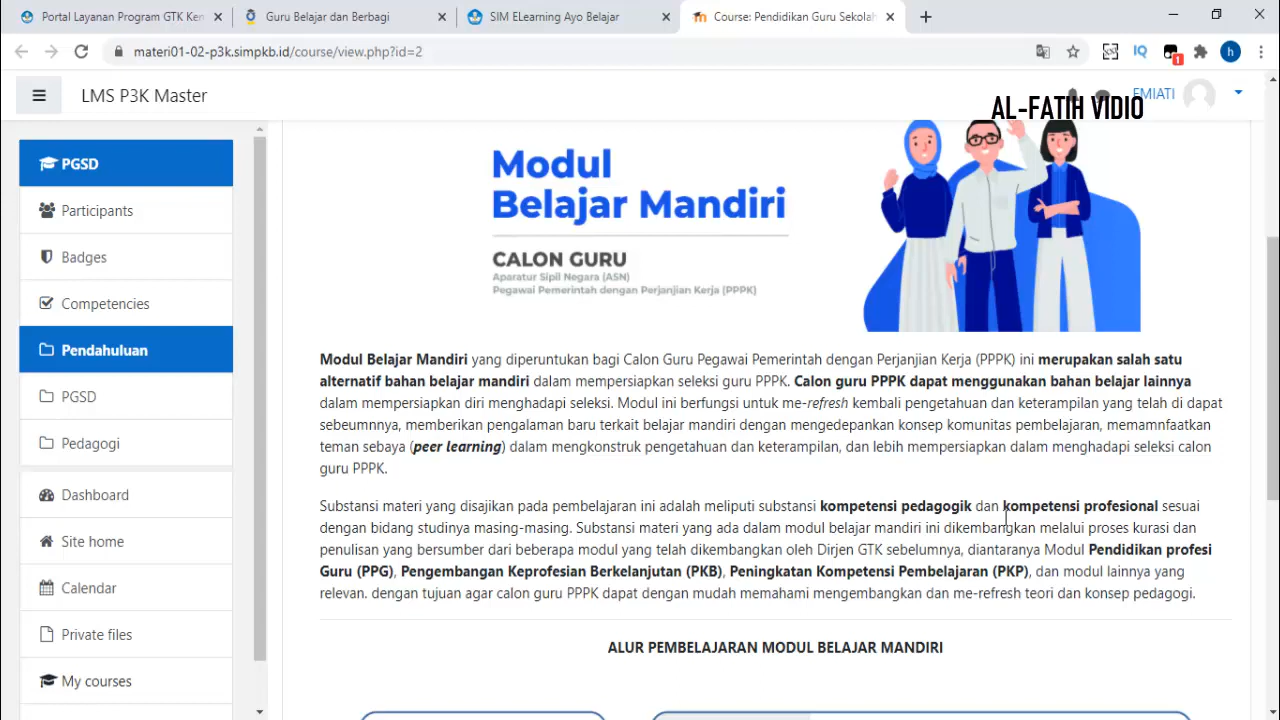 Portal Layanan Program GTK Ken
Guru Belajar dan Berbagi
SIM ELearning Ayo Belajar
Course: Pendidikan Guru Sekolah
materi01-02-p3k.simpkb.id/course/view.php?id=2
IQ
1
h
LMS P3K Master
EMIATI
AL-FATIH VIDIO
PGSD
Participants
Badges
Competencies
Pendahuluan
PGSD
Pedagogi
Dashboard
Site home
Calendar
Private files
My courses
Modul
Belajar Mandiri
CALON GURU
Aparatur Sipil Negara (ASN)
Pegawai Pemerintah dengan Perjanjian Kerja (PPPK)
Modul Belajar Mandiri yang diperuntukan bagi Calon Guru Pegawai Pemerintah dengan Perjanjian Kerja (PPPK) ini merupakan salah satu
alternatif bahan belajar mandiri dalam mempersiapkan seleksi guru PPPK. Calon guru PPPK dapat menggunakan bahan belajar lainnya
dalam mempersiapkan diri menghadapi seleksi. Modul ini berfungsi untuk me-refresh kembali pengetahuan dan keterampilan yang telah di dapat
sebeumnnya, memberikan pengalaman baru terkait belajar mandiri dengan mengedepankan konsep komunitas pembelajaran, memamnfaatkan
teman sebaya (peer learning) dalam mengkonstruk pengetahuan dan keterampilan, dan lebih mempersiapkan dalam menghadapi seleksi calon
guru PPPK.
Substansi materi yang disajikan pada pembelajaran ini adalah meliputi substansi kompetensi pedagogik dan kompetensi profesional sesuai
dengan bidang studinya masing-masing. Substansi materi yang ada dalam modul belajar mandiri ini dikembangkan melalui proses kurasi dan
penulisan yang bersumber dari beberapa modul yang telah dikembangkan oleh Dirjen GTK sebelumnya, diantaranya Modul Pendidikan profesi
Guru (PPG), Pengembangan Keprofesian Berkelanjutan (PKB), Peningkatan Kompetensi Pembelajaran (PKP), dan modul lainnya yang
relevan. dengan tujuan agar calon guru PPPK dapat dengan mudah memahami mengembangkan dan me-refresh teori dan konsep pedagogi.
ALUR PEMBELAJARAN MODUL BELAJAR MANDIRI